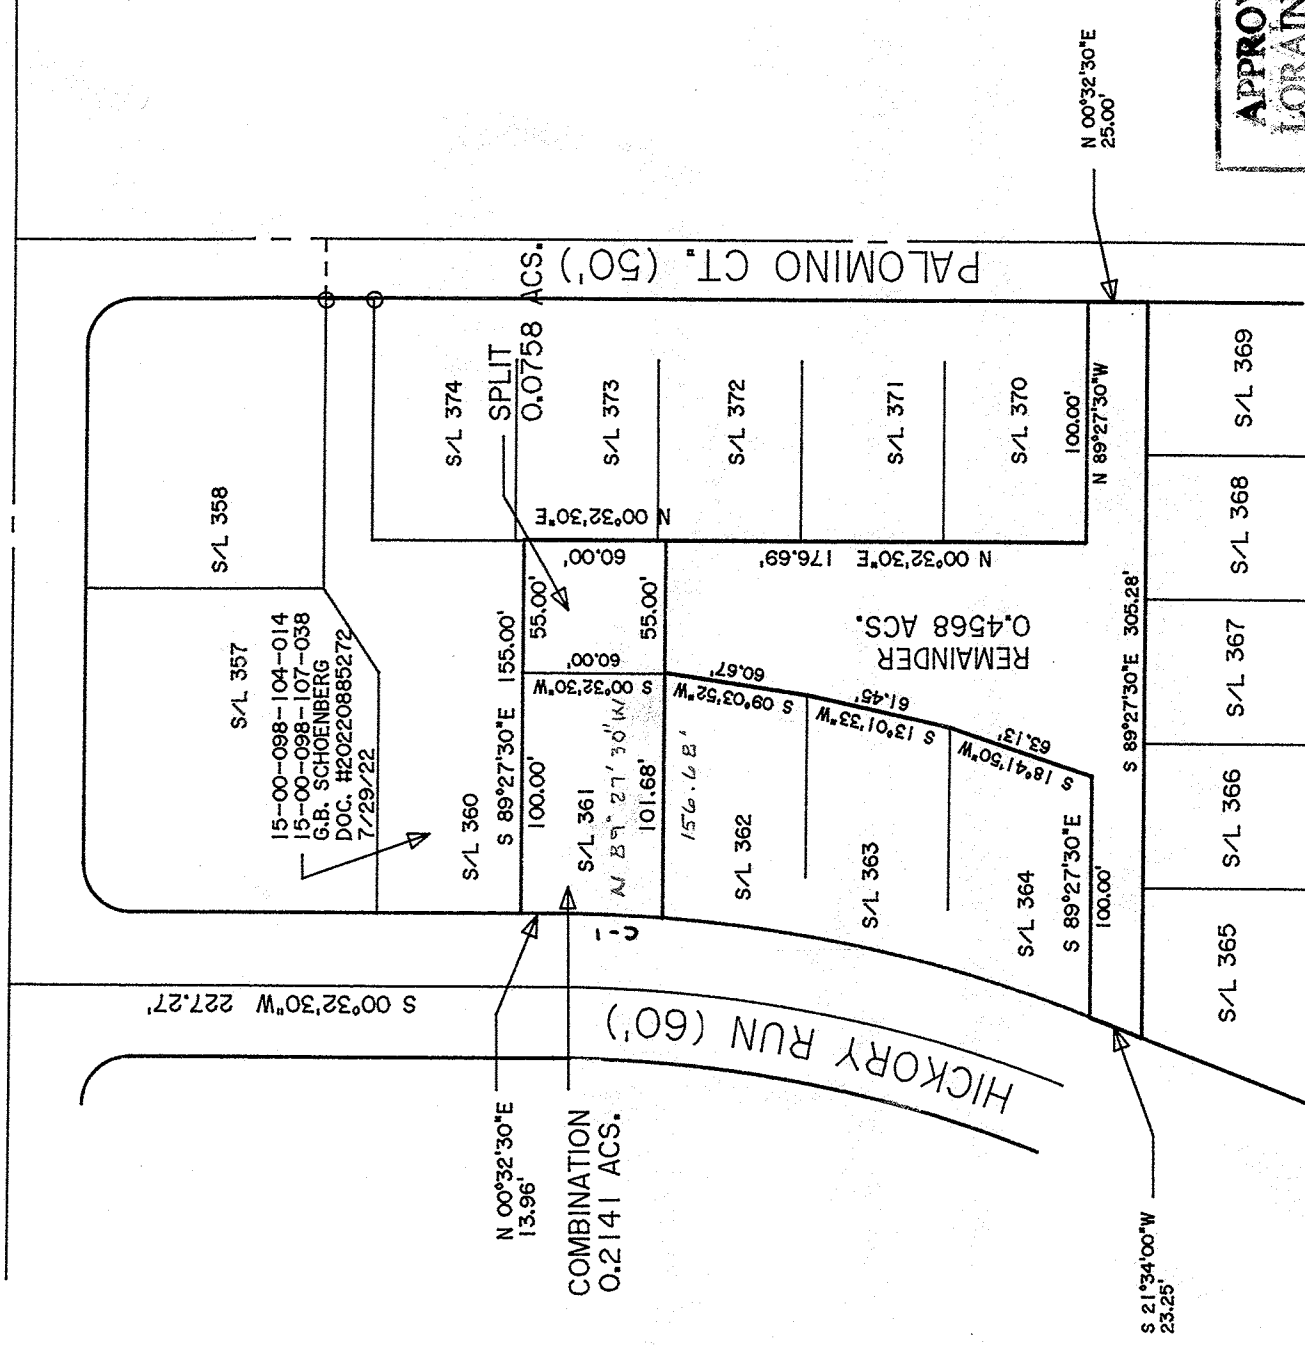 APPRO
LORAIN
N 00°32'30"E
25.00'
PALOMINO CT. (50')
S/L 358
S/L 357
15-00-098-104-014
15-00-098-107-038
G.B. SCHOENBERG
DOC. #20220885272
7/29/22
S/L 374
SPLIT
0.0758 ACS.
S/L 373
S/L 372
S/L 371
S/L 370
100.00'
N 89°27'30"W
S/L 369
S/L 368
S/L 367
S/L 366
S/L 365
N 00°32'30"E
60.00'
N 00°32'30"E 176.69'
S/L 360
S 89°27'30"E 155.00'
100.00'
55.00'
S/L 361
N 89° 27' 30" W
101.68'
55.00'
156.68'
S 00°32'30"W
60.00'
S 09°03'52"W
60.67'
S 13°01'33"W
61.45'
S 18°41'50"W
63.13'
REMAINDER
0.4568 ACS.
S/L 362
S/L 363
S/L 364
S 89°27'30"E
100.00'
S 89°27'30"E 305.28'
C-1
S 00°32'30"W 227.27'
HICKORY RUN (60')
N 00°32'30"E
13.96'
COMBINATION
0.2141 ACS.
S 21°34'00"W
23.25'